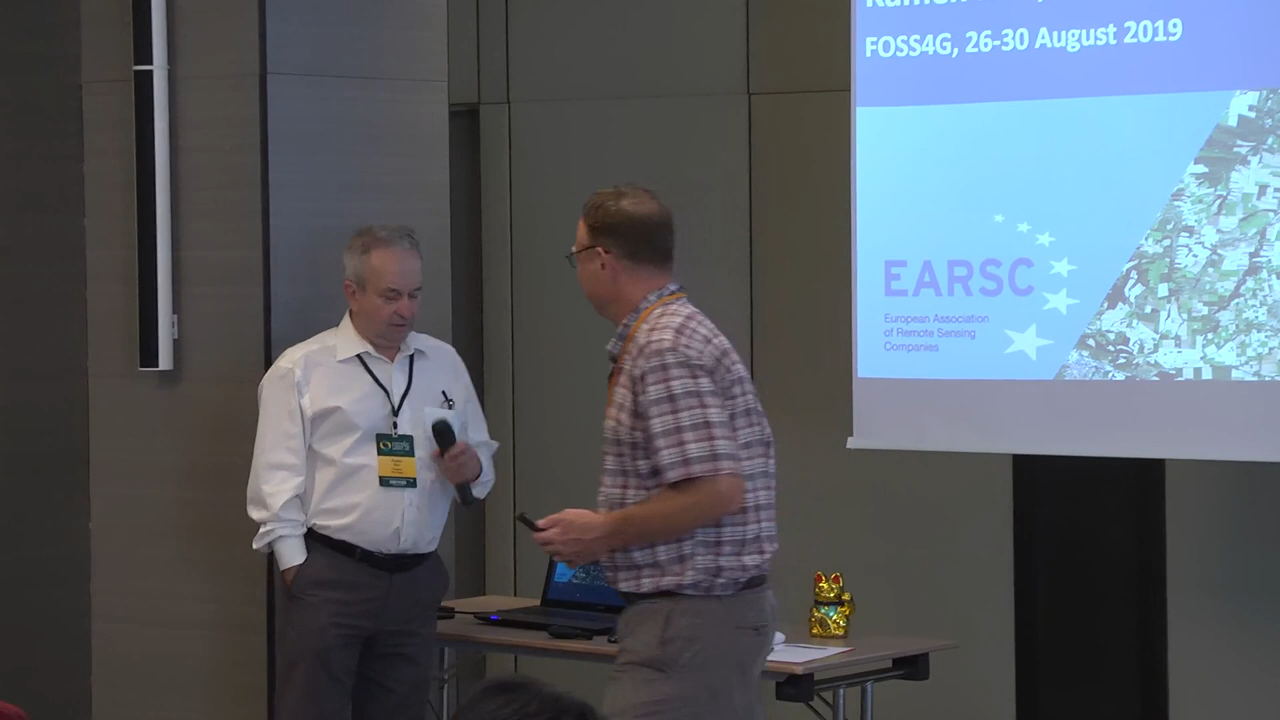 FOSS4G, 26-30 August 2019
EARSC
European Association
of Remote Sensing
Companies